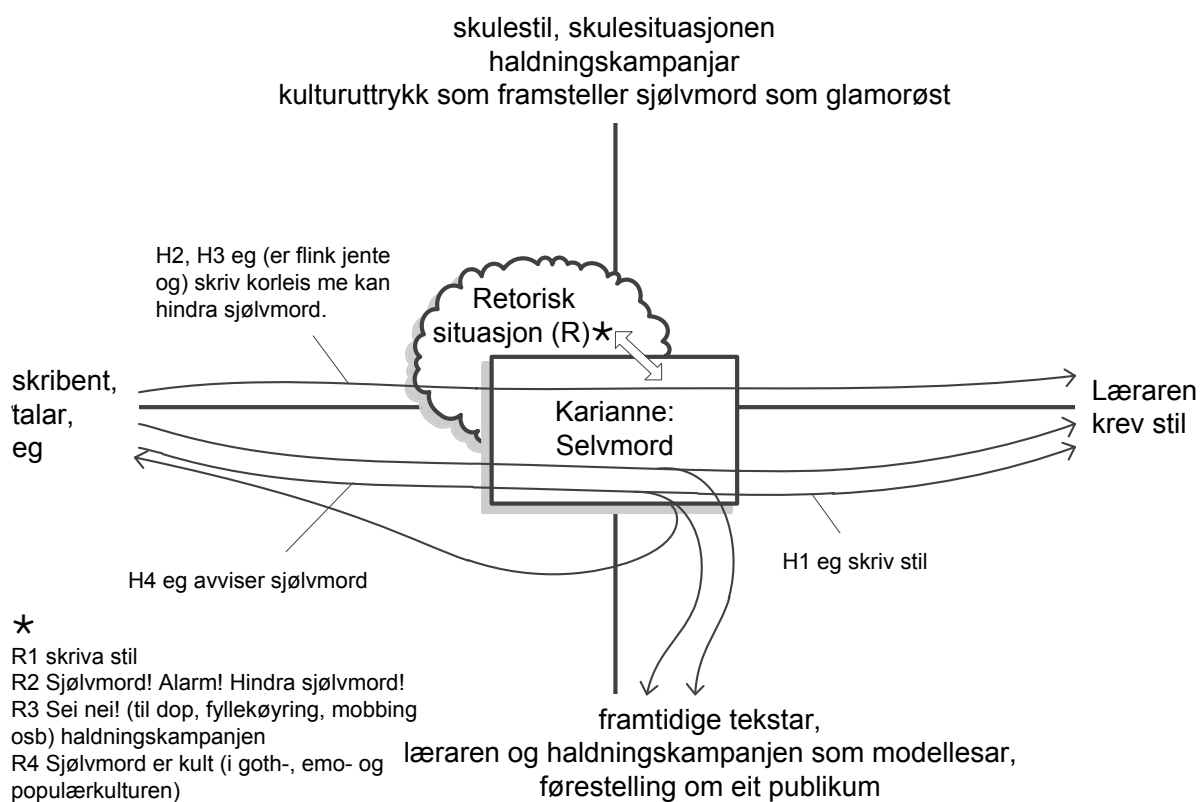 skulestil, skulesituasjonen
haldningskampanjar
kulturuttrykk som framsteller sjølvmord som glamorøst
H2, H3 eg (er flink jente
og) skriv korleis me kan
hindra sjølvmord.
Retorisk
situasjon (R)*
skribent,
talar,
eg
Karianne:
Selvmord
Læraren
krev stil
H4 eg avviser sjølvmord
H1 eg skriv stil
*
R1 skriva stil
R2 Sjølvmord! Alarm! Hindra sjølvmord!
R3 Sei nei! (til dop, fyllekøyring, mobbing
osb) haldningskampanjen
R4 Sjølvmord er kult (i goth-, emo- og
populærkulturen)
framtidige tekstar,
læraren og haldningskampanjen som modellesar,
førestelling om eit publikum